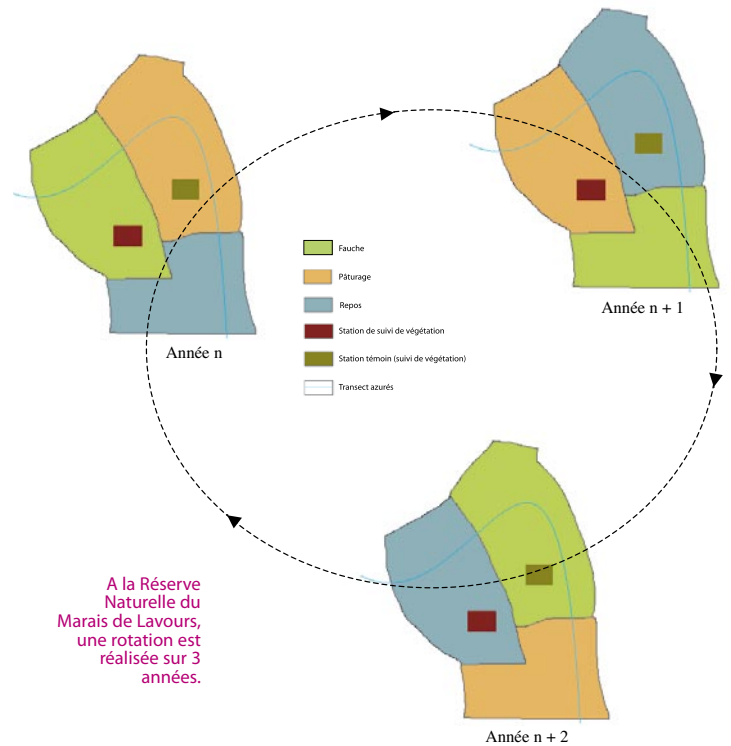 Fauche
Pâturage
Repos
Station de suivi de végétation
Station témoin (suivi de végétation)
Transect azurés
Année n
Année n + 1
Année n + 2
A la Réserve
Naturelle du
Marais de Lavours,
une rotation est
réalisée sur 3
années.